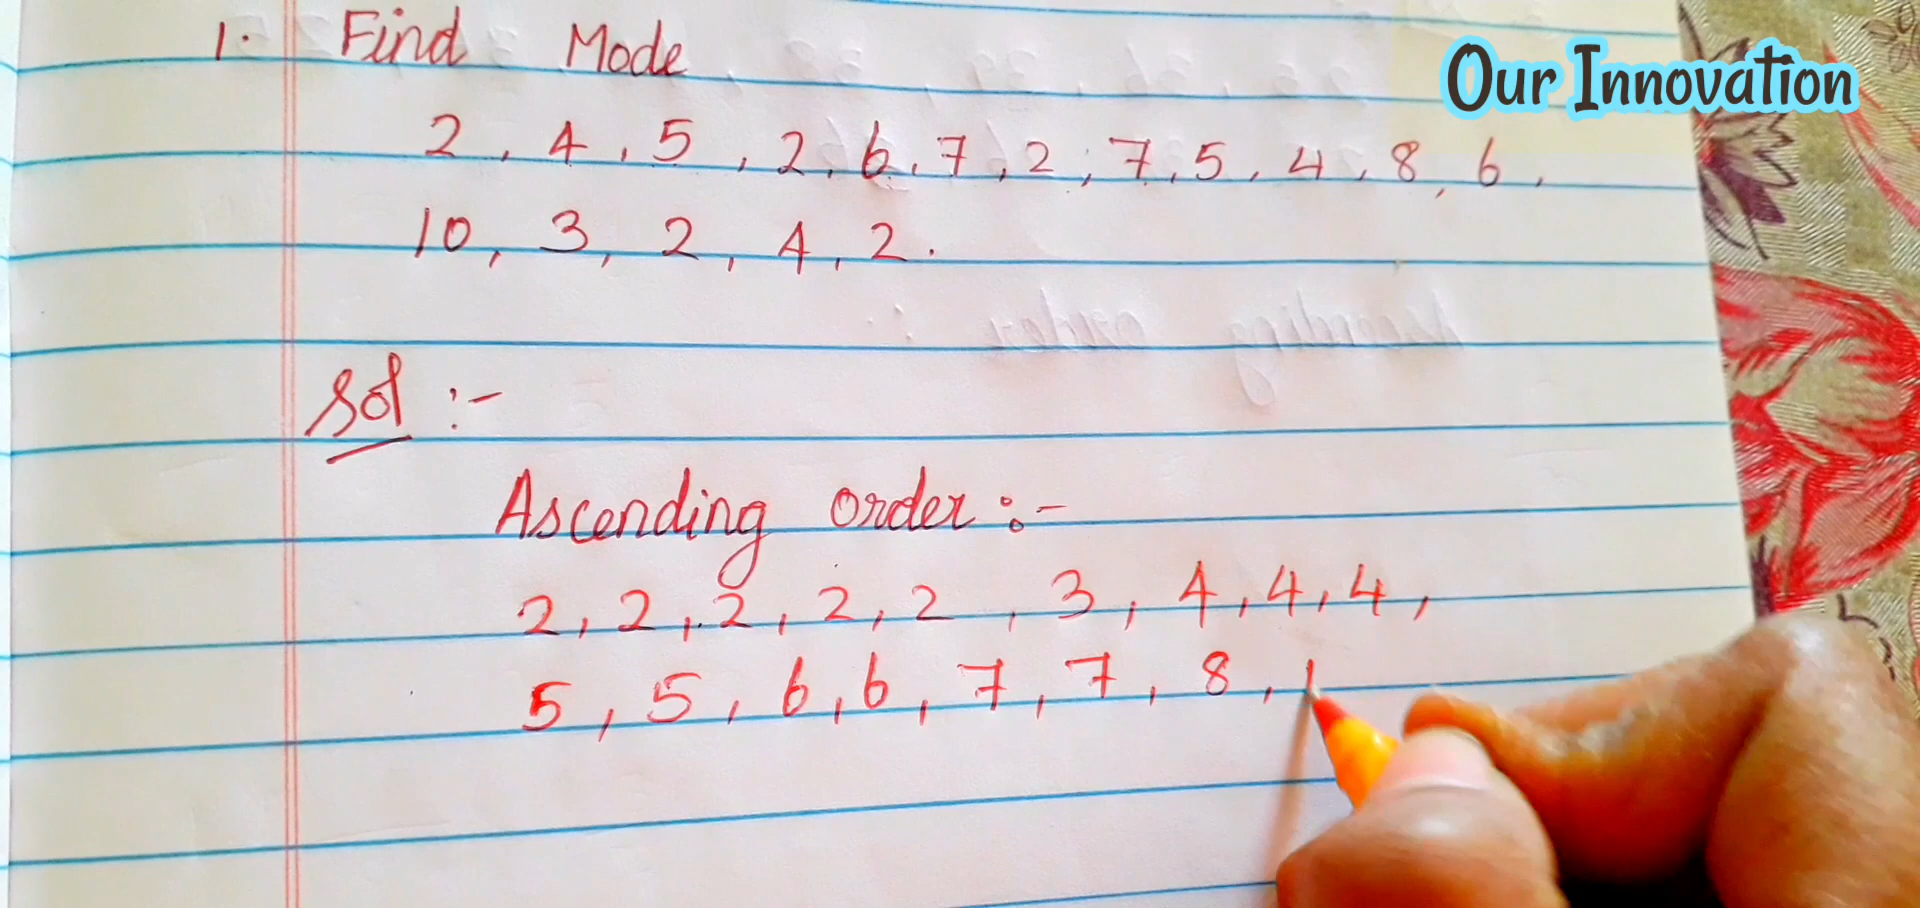 Our Innovation
1. Find Mode
2, 4, 5, 2, 6, 7, 2, 7, 5, 4, 8, 6,
10, 3, 2, 4, 2.
Sol :-
Ascending Order :-
2, 2, 2, 2, 2, 3, 4, 4, 4,
5, 5, 6, 6, 7, 7, 8, 1